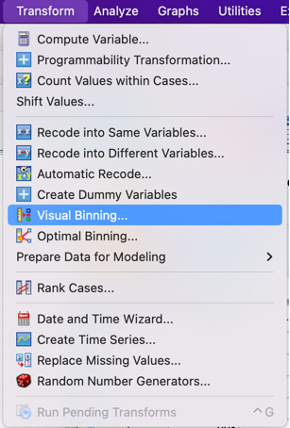 Transform Analyze Graphs Utilities
Compute Variable...
Programmability Transformation...
Count Values within Cases...
Shift Values...
Recode into Same Variables...
Recode into Different Variables...
Automatic Recode...
Create Dummy Variables
Visual Binning...
Optimal Binning...
Prepare Data for Modeling
Rank Cases...
Date and Time Wizard...
Create Time Series...
Replace Missing Values...
Random Number Generators...
Run Pending Transforms ^G